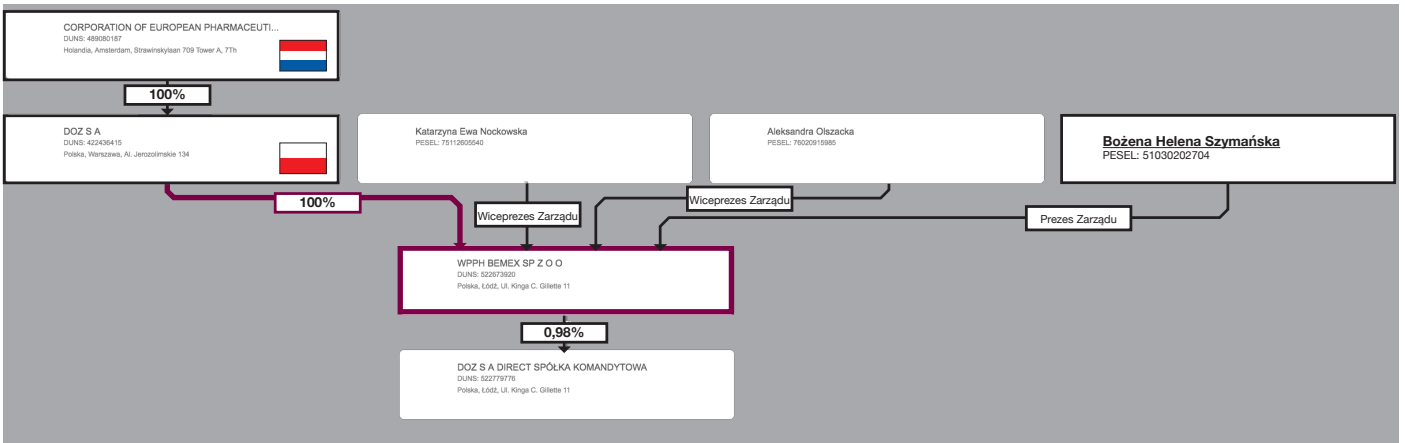 CORPORATION OF EUROPEAN PHARMACEUTI...
DUNS: 489080187
Holandia, Amsterdam, Strawinskylaan 709 Tower A, 7Th
100%
DOZ S A
DUNS: 422436415
Polska, Warszawa, Al. Jerozolimskie 134
Katarzyna Ewa Nockowska
PESEL: 75112605540
Aleksandra Olszacka
PESEL: 76020915985
Bożena Helena Szymańska
PESEL: 51030202704
100%
Wiceprezes Zarządu
Wiceprezes Zarządu
Prezes Zarządu
WPPH BEMEX SP Z O O
DUNS: 522673920
Polska, Łódź, Ul. Kinga C. Gillette 11
0,98%
DOZ S A DIRECT SPÓŁKA KOMANDYTOWA
DUNS: 522779776
Polska, Łódź, Ul. Kinga C. Gillette 11